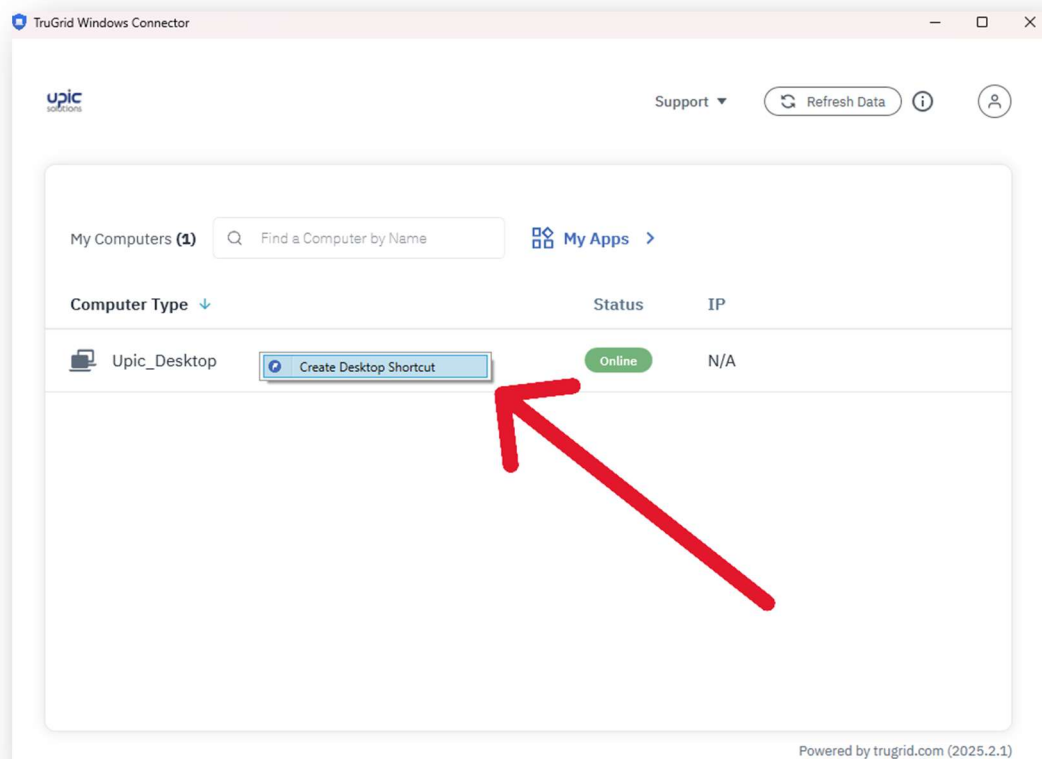 TruGrid Windows Connector
upic
solutions
Support
Refresh Data
My Computers (1)
Find a Computer by Name
My Apps
Computer Type
Status
IP
Upic_Desktop
Create Desktop Shortcut
Online
N/A
Powered by trugrid.com (2025.2.1)